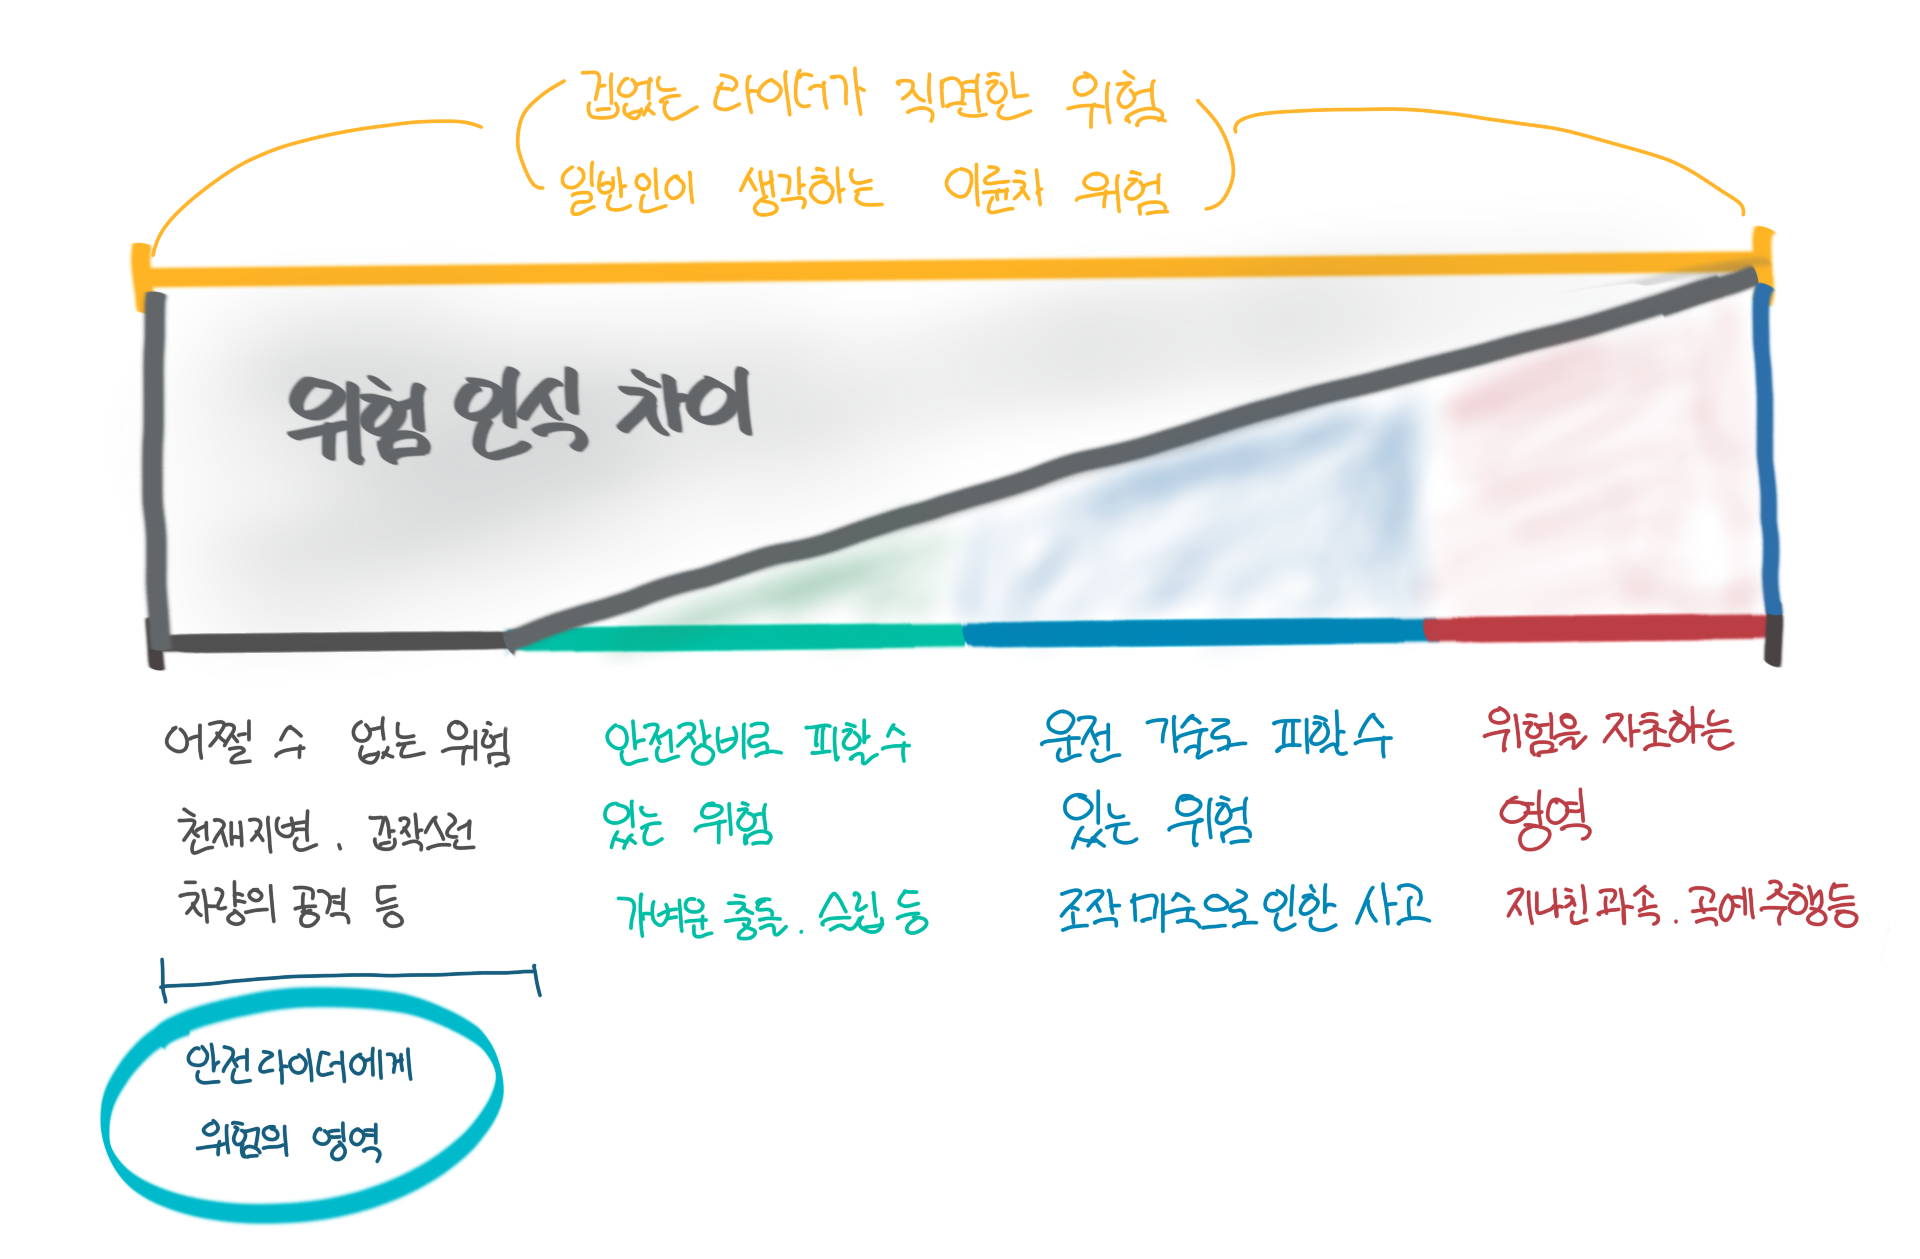 겁없는 라이더가 직면한 위험
일반인이 생각하는 이륜차 위험
위험 인식 차이
어쩔 수 없는 위험
천재지변, 갑작스런
차량의 공격 등
안전장비로 피할 수
있는 위험
가벼운 충돌, 슬립 등
운전 기술로 피할 수
있는 위험
조작 미숙으로 인한 사고
위험을 자초하는
영역
지나친 과속, 곡예 주행 등
안전 라이더에게
위험의 영역